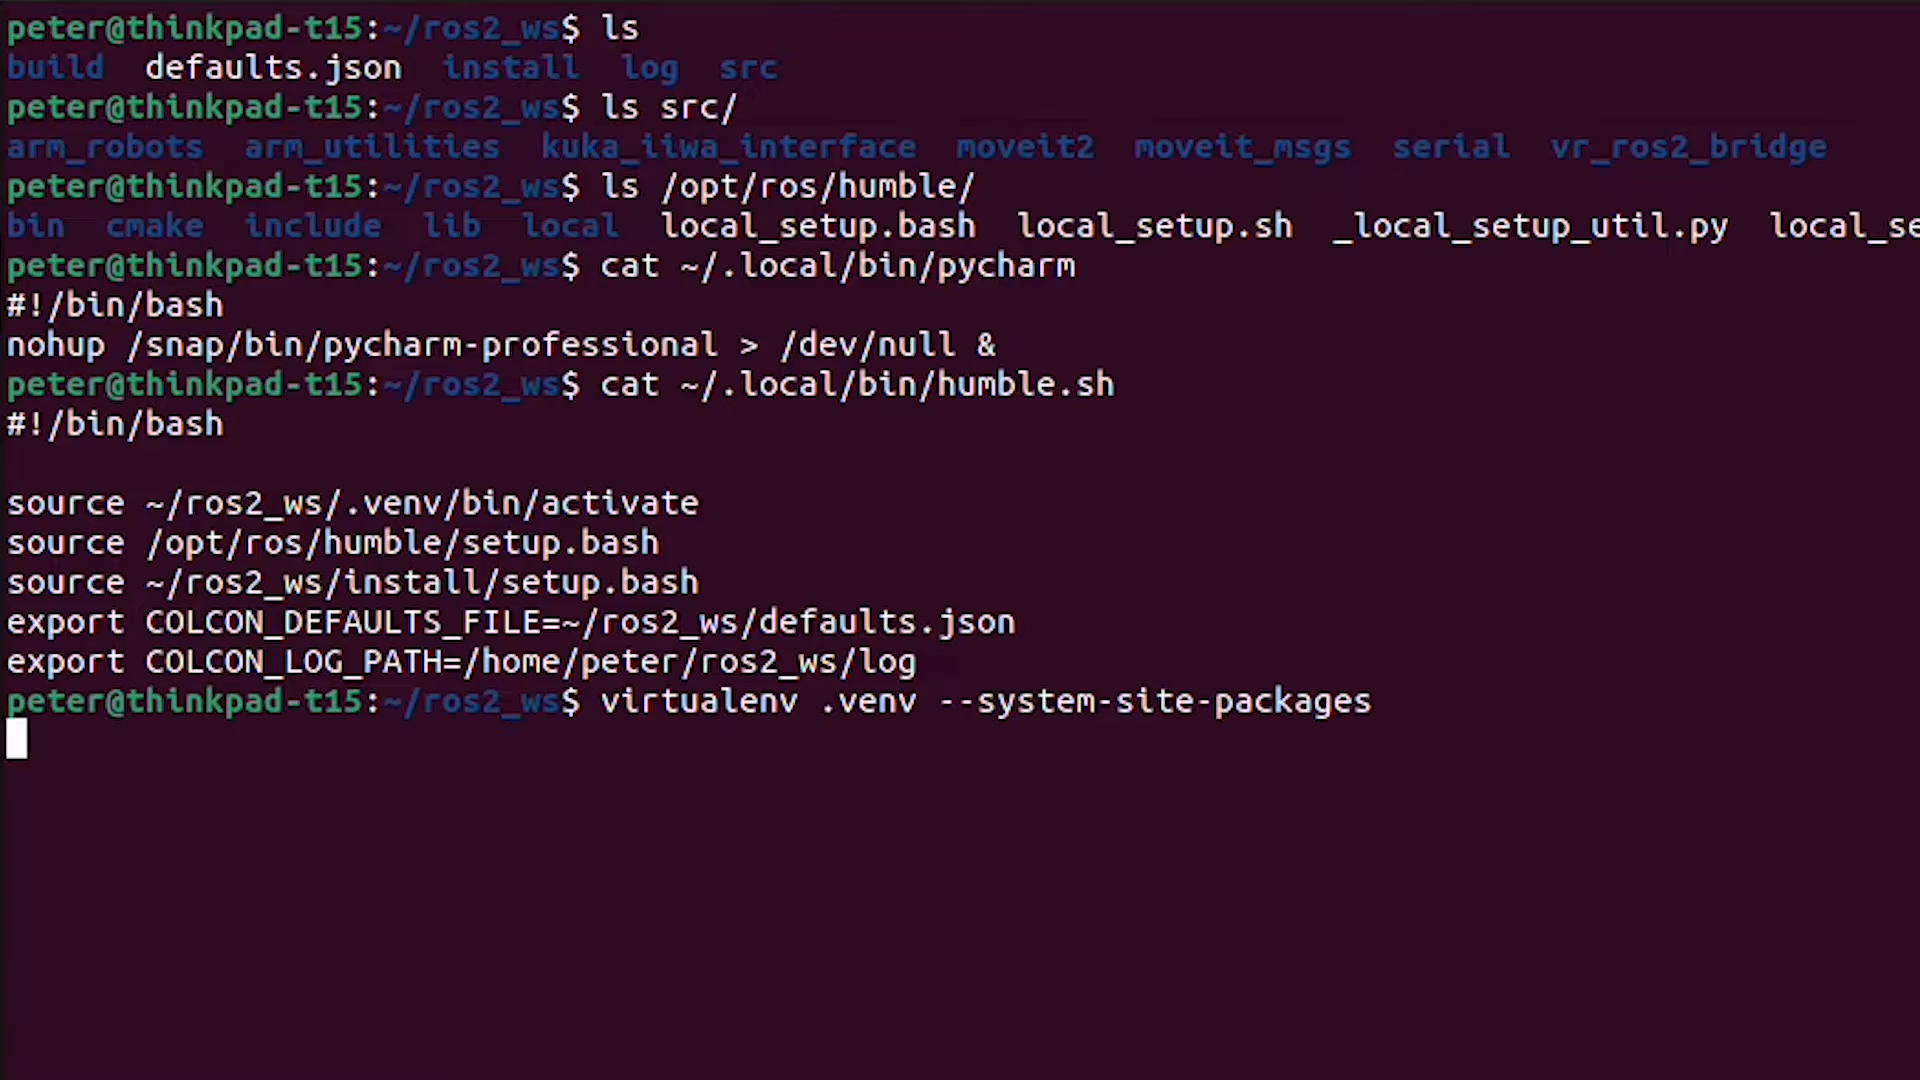 peter@thinkpad-t15:~/ros2_ws$ ls
build defaults.json install log src
peter@thinkpad-t15:~/ros2_ws$ ls src/
arm_robots arm_utilities kuka_iiwa_interface moveit2 moveit_msgs serial vr_ros2_bridge
peter@thinkpad-t15:~/ros2_ws$ ls /opt/ros/humble/
bin cmake include lib local local_setup.bash local_setup.sh _local_setup_util.py local_se
peter@thinkpad-t15:~/ros2_ws$ cat ~/.local/bin/pycharm
#!/bin/bash
nohup /snap/bin/pycharm-professional > /dev/null &
peter@thinkpad-t15:~/ros2_ws$ cat ~/.local/bin/humble.sh
#!/bin/bash
source ~/ros2_ws/.venv/bin/activate
source /opt/ros/humble/setup.bash
source ~/ros2_ws/install/setup.bash
export COLCON_DEFAULTS_FILE=~/ros2_ws/defaults.json
export COLCON_LOG_PATH=/home/peter/ros2_ws/log
peter@thinkpad-t15:~/ros2_ws$ virtualenv .venv --system-site-packages